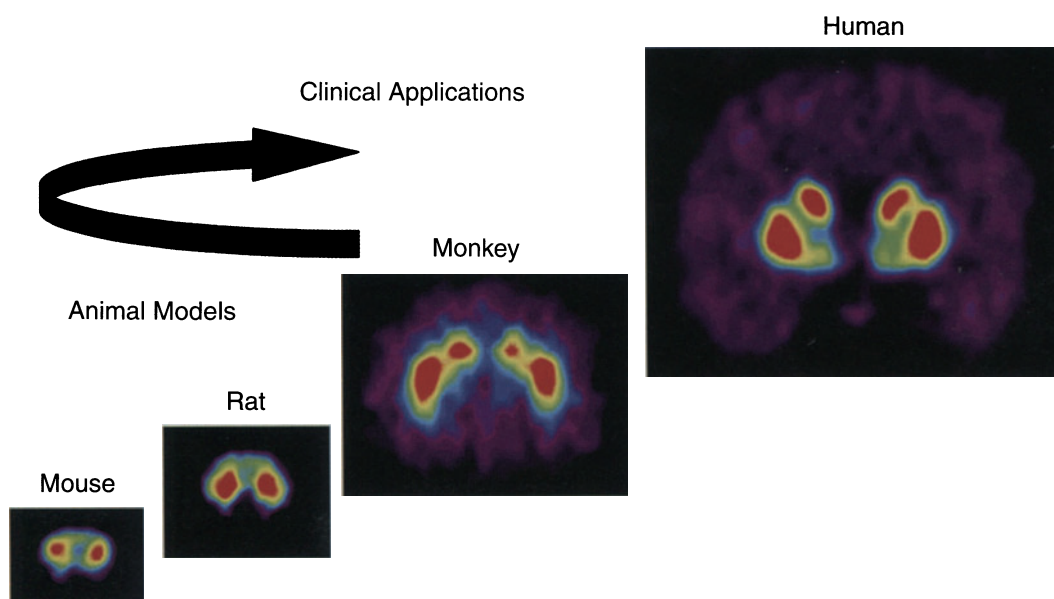 Human
Clinical Applications
Monkey
Animal Models
Rat
Mouse